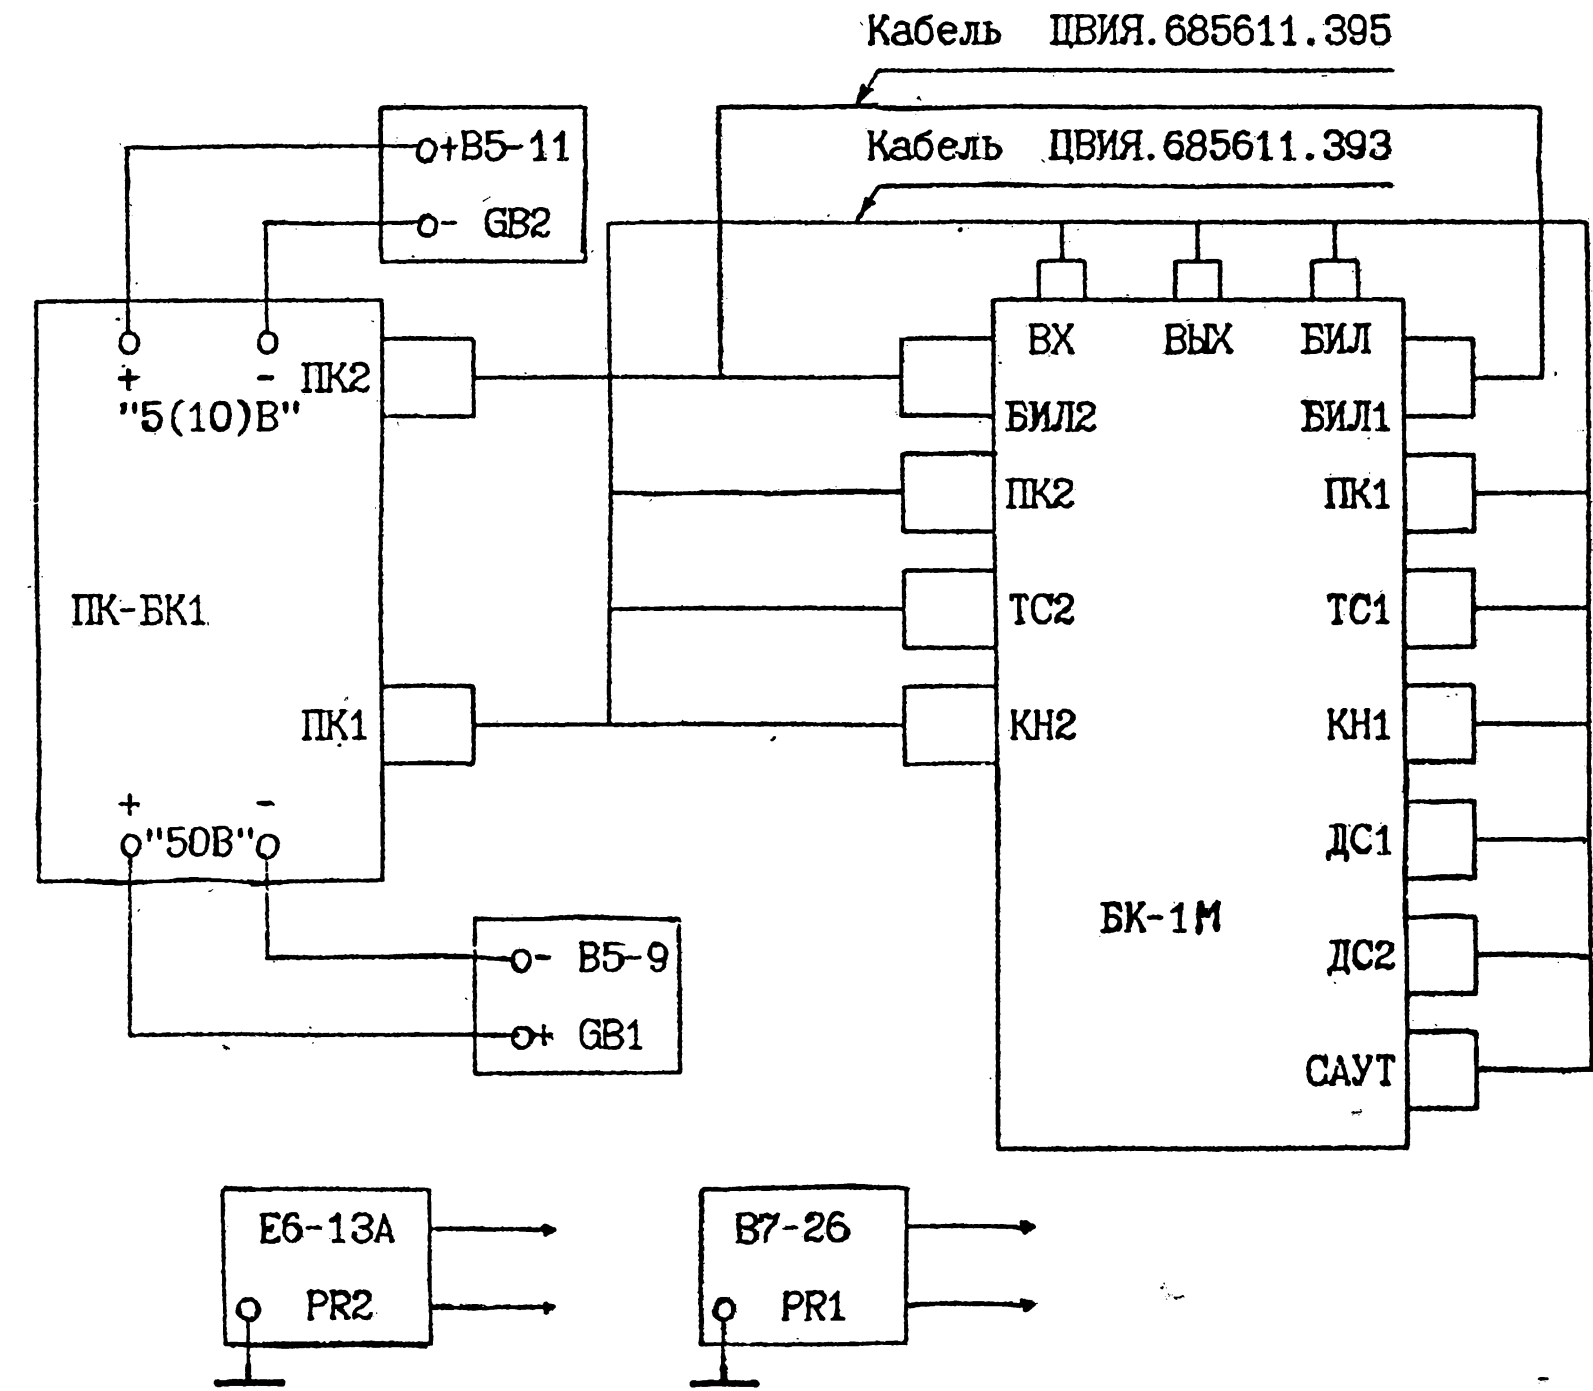 Кабель ЦВИЯ.685611.395
Кабель ЦВИЯ.685611.393
+В5-11
- GB2
+ -
"5(10)В"
ПК2
ПК-БК1
ПК1
+ -
"50В"
- В5-9
+ GB1
ВХ ВЫХ БИЛ
БИЛ2 БИЛ1
ПК2 ПК1
ТС2 ТС1
КН2 КН1
ДС1
БК-1М
ДС2
САУТ
Е6-13А
PR2
В7-26
PR1